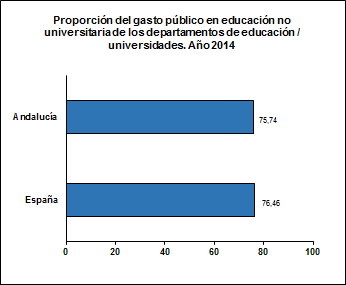 Proporción del gasto público en educación no
universitaria de los departamentos de educación /
universidades. Año 2014
Andalucía
75,74
España
76,46
0 20 40 60 80 100